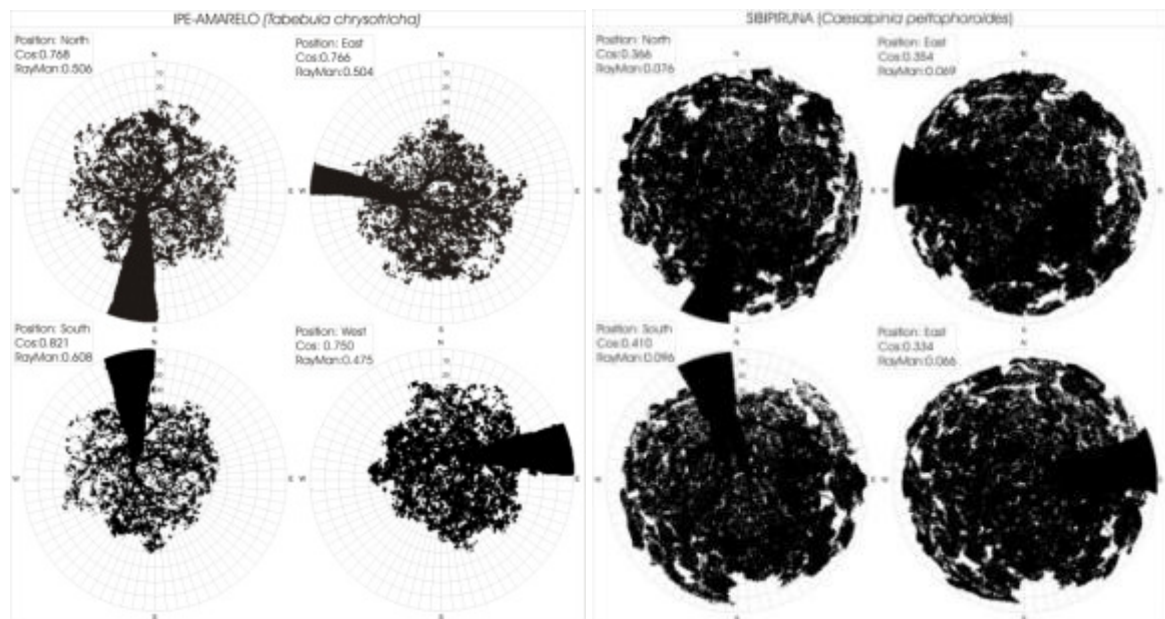 IPE-AMARELO (Tabebuia chrysotricha)
Position: North
Cos:0.768
RayMan:0.506
Position: East
Cos:0.766
RayMan:0.504
Position: South
Cos:0.821
RayMan:0.608
Position: West
Cos: 0.750
RayMan:0.475
SIBIPIRUNA (Caesalpinia peltophoroides)
Position: North
Cos:0.366
RayMan:0.076
Position: East
Cos:0.354
RayMan:0.069
Position: South
Cos:0.410
RayMan:0.096
Position: East
Cos:0.334
RayMan:0.066